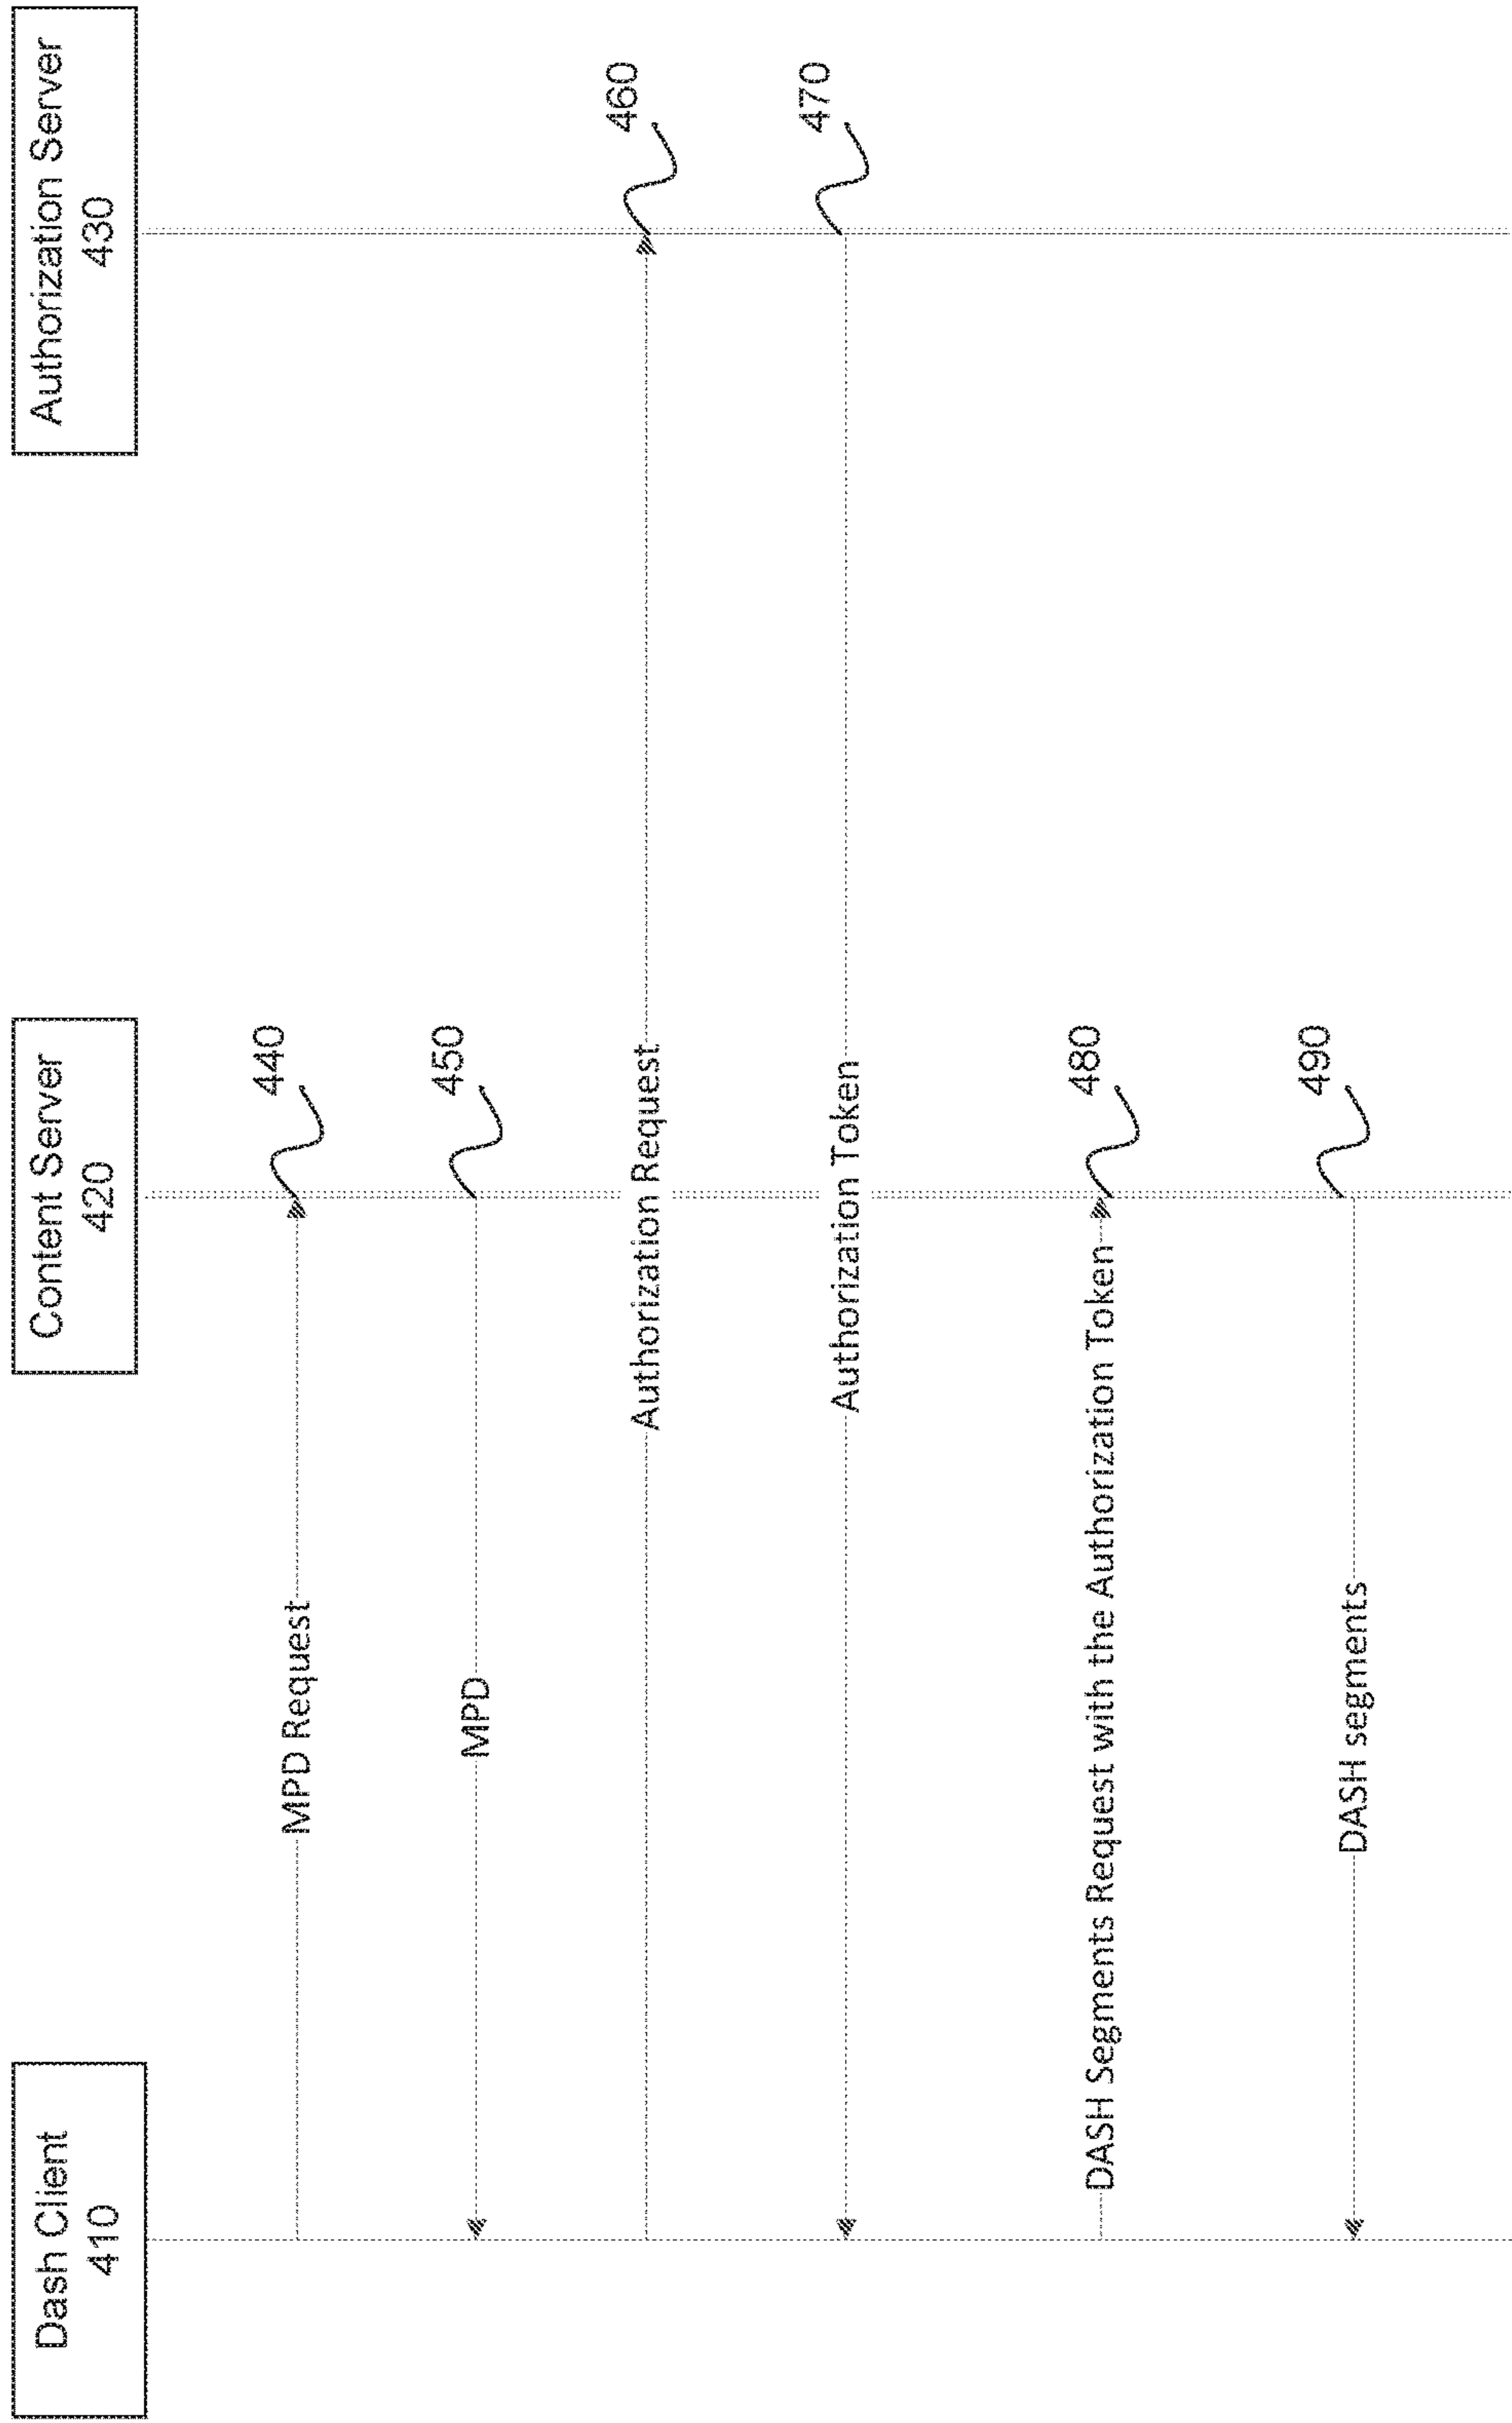 Dash Client
410
Content Server
420
Authorization Server
430
MPD Request
440
MPD
450
Authorization Request
460
Authorization Token
470
DASH Segments Request with the Authorization Token
480
DASH segments
490